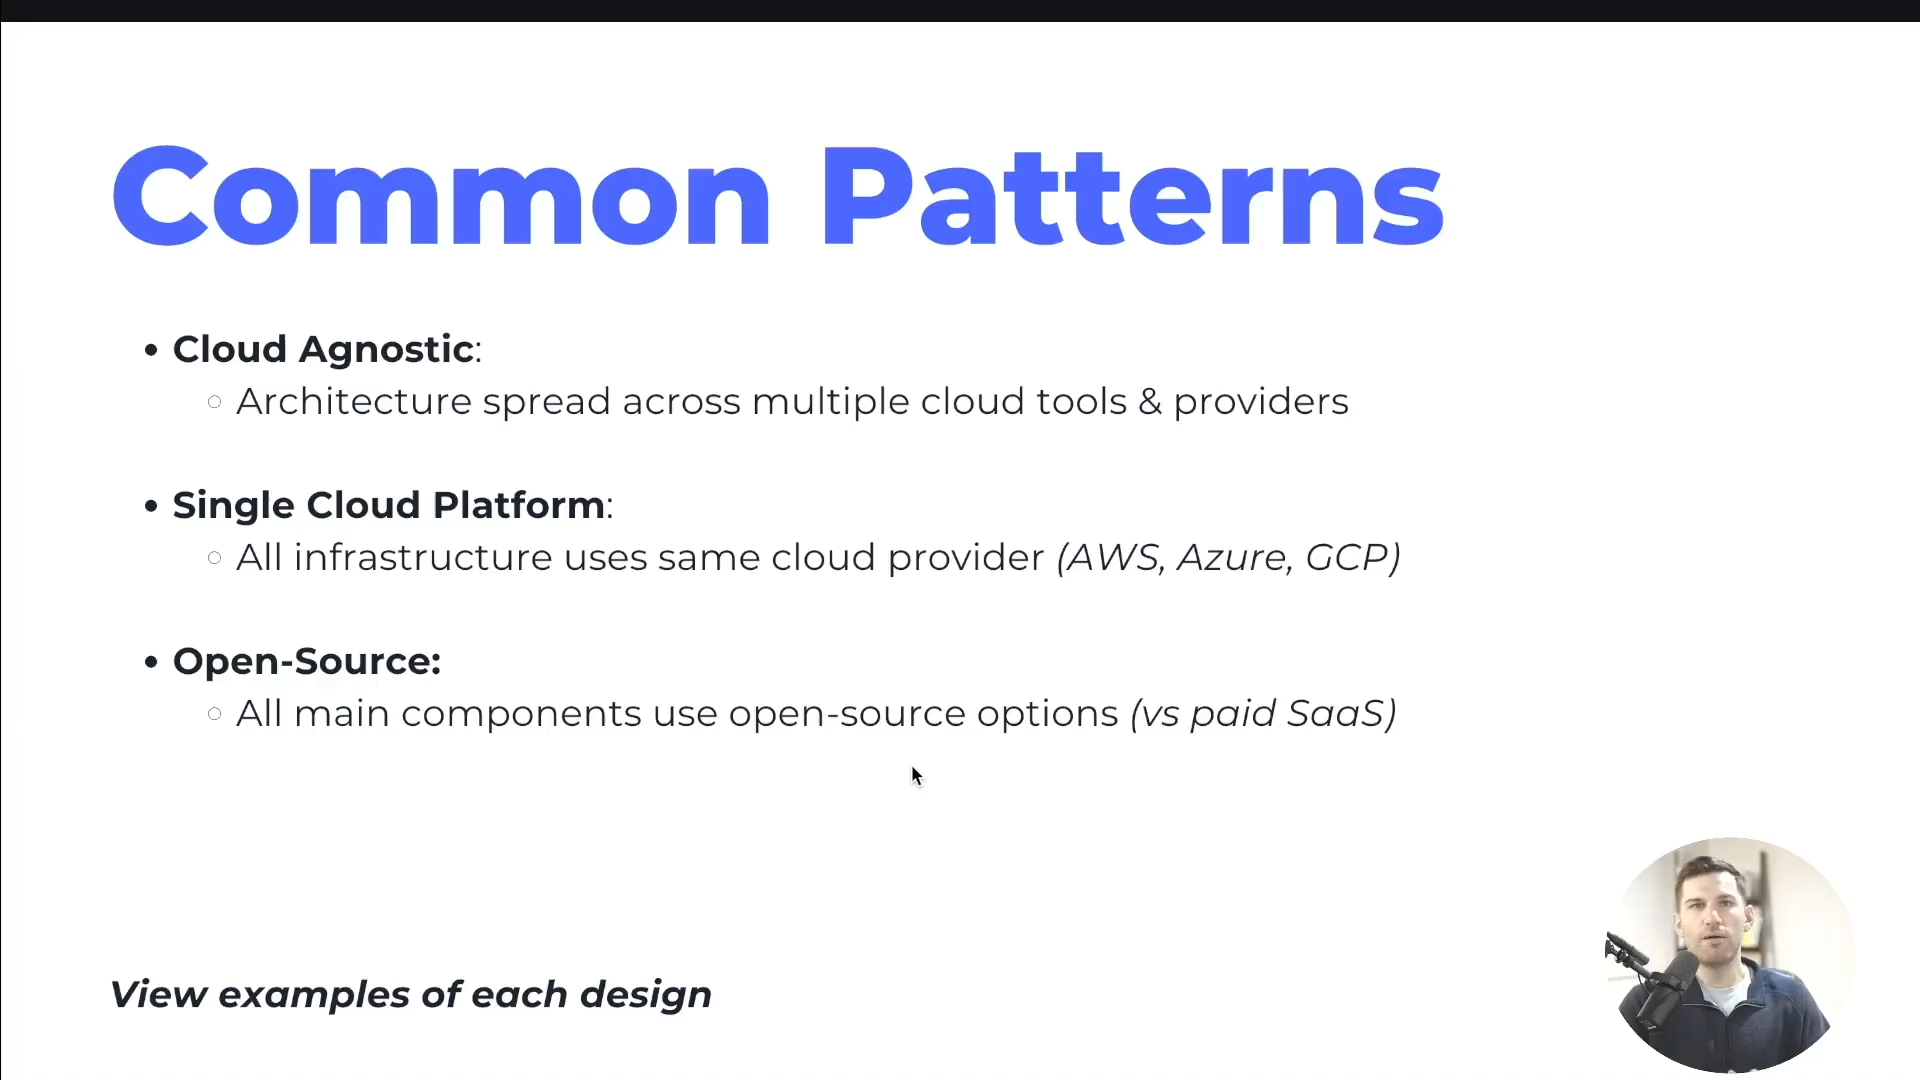 Common Patterns
• Cloud Agnostic:
○ Architecture spread across multiple cloud tools & providers
• Single Cloud Platform:
○ All infrastructure uses same cloud provider (AWS, Azure, GCP)
• Open-Source:
○ All main components use open-source options (vs paid SaaS)
View examples of each design